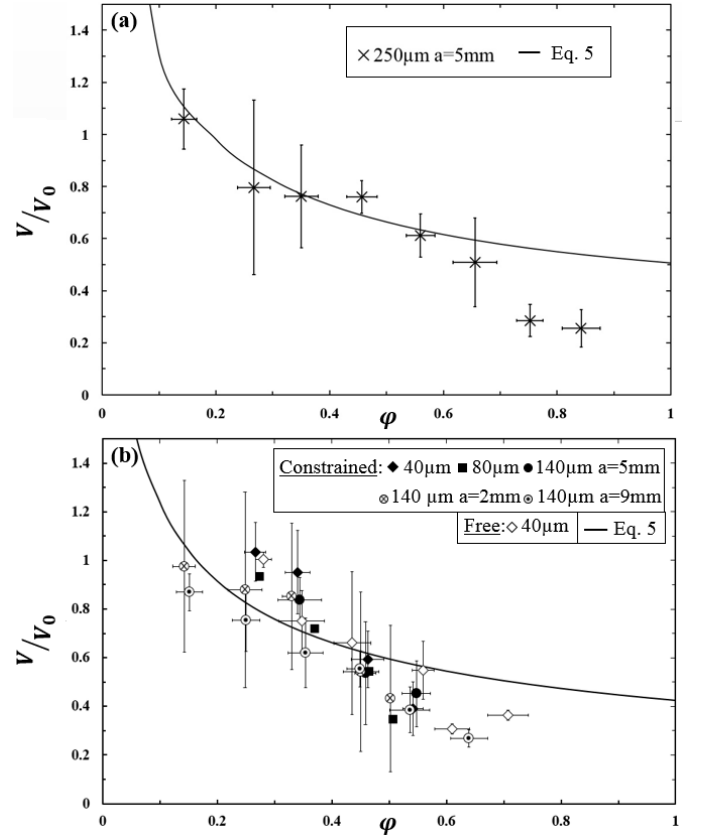 (a)
250µm a=5mm Eq. 5
1.4
1.2
1
0.8
0.6
0.4
0.2
0
V/V₀
0.2 0.4 0.6 0.8 1
φ
(b)
Constrained: 40µm 80µm 140µm a=5mm
140 µm a=2mm 140µm a=9mm
Free: 40µm Eq. 5
1.4
1.2
1
0.8
0.6
0.4
0.2
0
V/V₀
0 0.2 0.4 0.6 0.8 1
φ